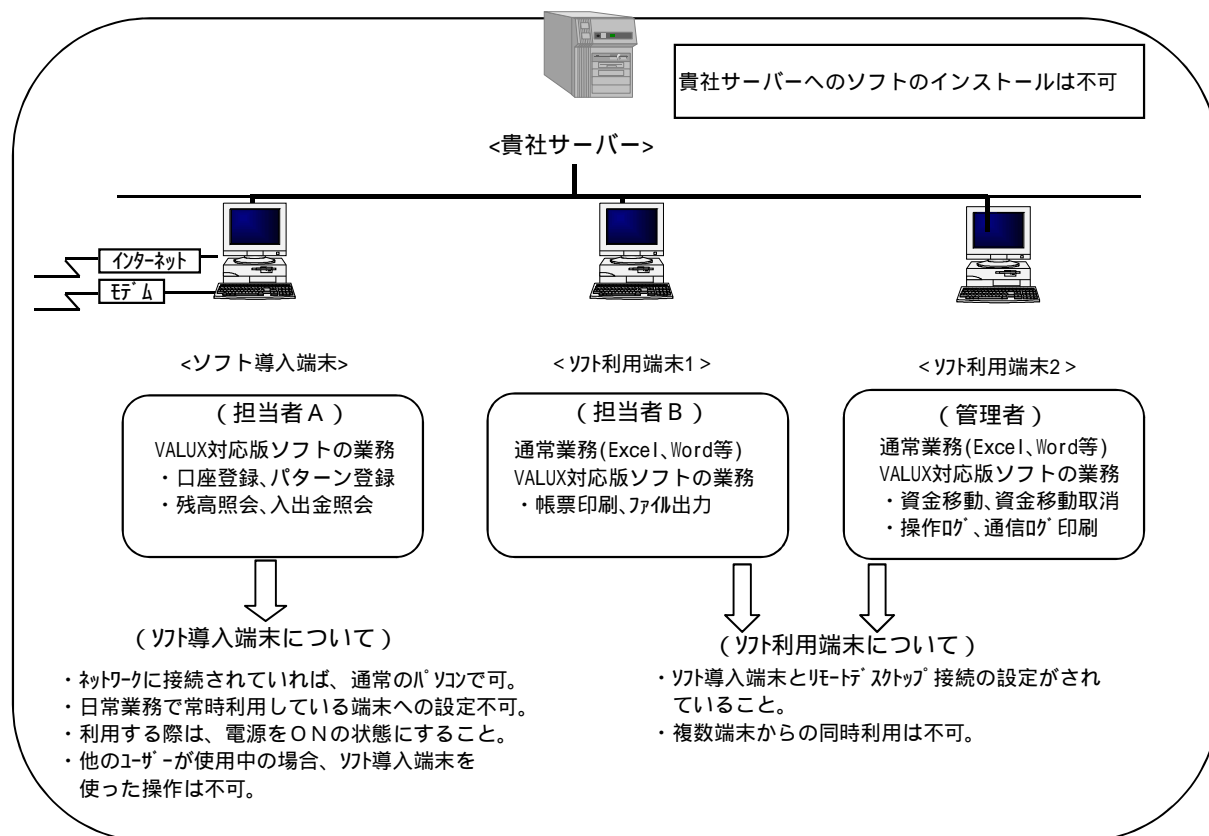 貴社サーバーへのソフトのインストールは不可
<貴社サーバー>
インターネット
モデム
<ソフト導入端末>
<ソフト利用端末1>
<ソフト利用端末2>
(担当者A)
VALUX対応版ソフトの業務
・口座登録、パターン登録
・残高照会、入出金照会
(担当者B)
通常業務(Excel、Word等)
VALUX対応版ソフトの業務
・帳票印刷、ファイル出力
(管理者)
通常業務(Excel、Word等)
VALUX対応版ソフトの業務
・資金移動、資金移動取消
・操作ログ、通信ログ印刷
(ソフト導入端末について)
・ネットワークに接続されていれば、通常のパソコンで可。
・日常業務で常時利用している端末への設定不可。
・利用する際は、電源をONの状態にすること。
・他のユーザーが使用中の場合、ソフト導入端末を
使った操作は不可。
(ソフト利用端末について)
・ソフト導入端末とリモートデスクトップ接続の設定がされ
ていること。
・複数端末からの同時利用は不可。